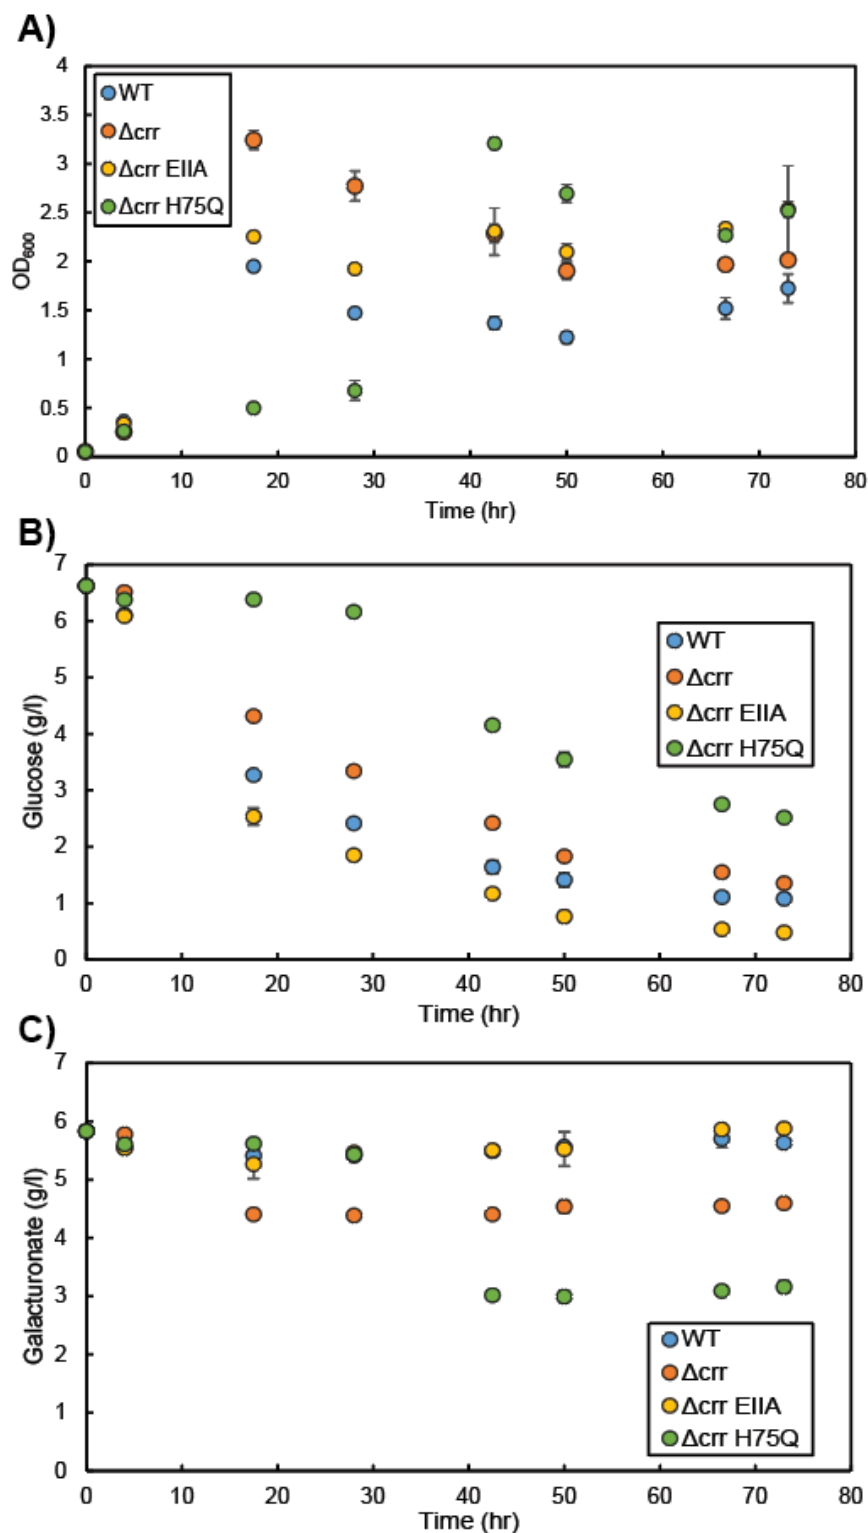 A)
4
3.5
3
2.5
2
1.5
1
0.5
0
OD600
WT
Δcrr
Δcrr EIIA
Δcrr H75Q
0 10 20 30 40 50 60 70 80
Time (hr)
B)
7
6
5
4
3
2
1
0
Glucose (g/l)
WT
Δcrr
Δcrr EIIA
Δcrr H75Q
0 10 20 30 40 50 60 70 80
Time (hr)
C)
7
6
5
4
3
2
1
0
Galacturonate (g/l)
WT
Δcrr
Δcrr EIIA
Δcrr H75Q
0 10 20 30 40 50 60 70 80
Time (hr)